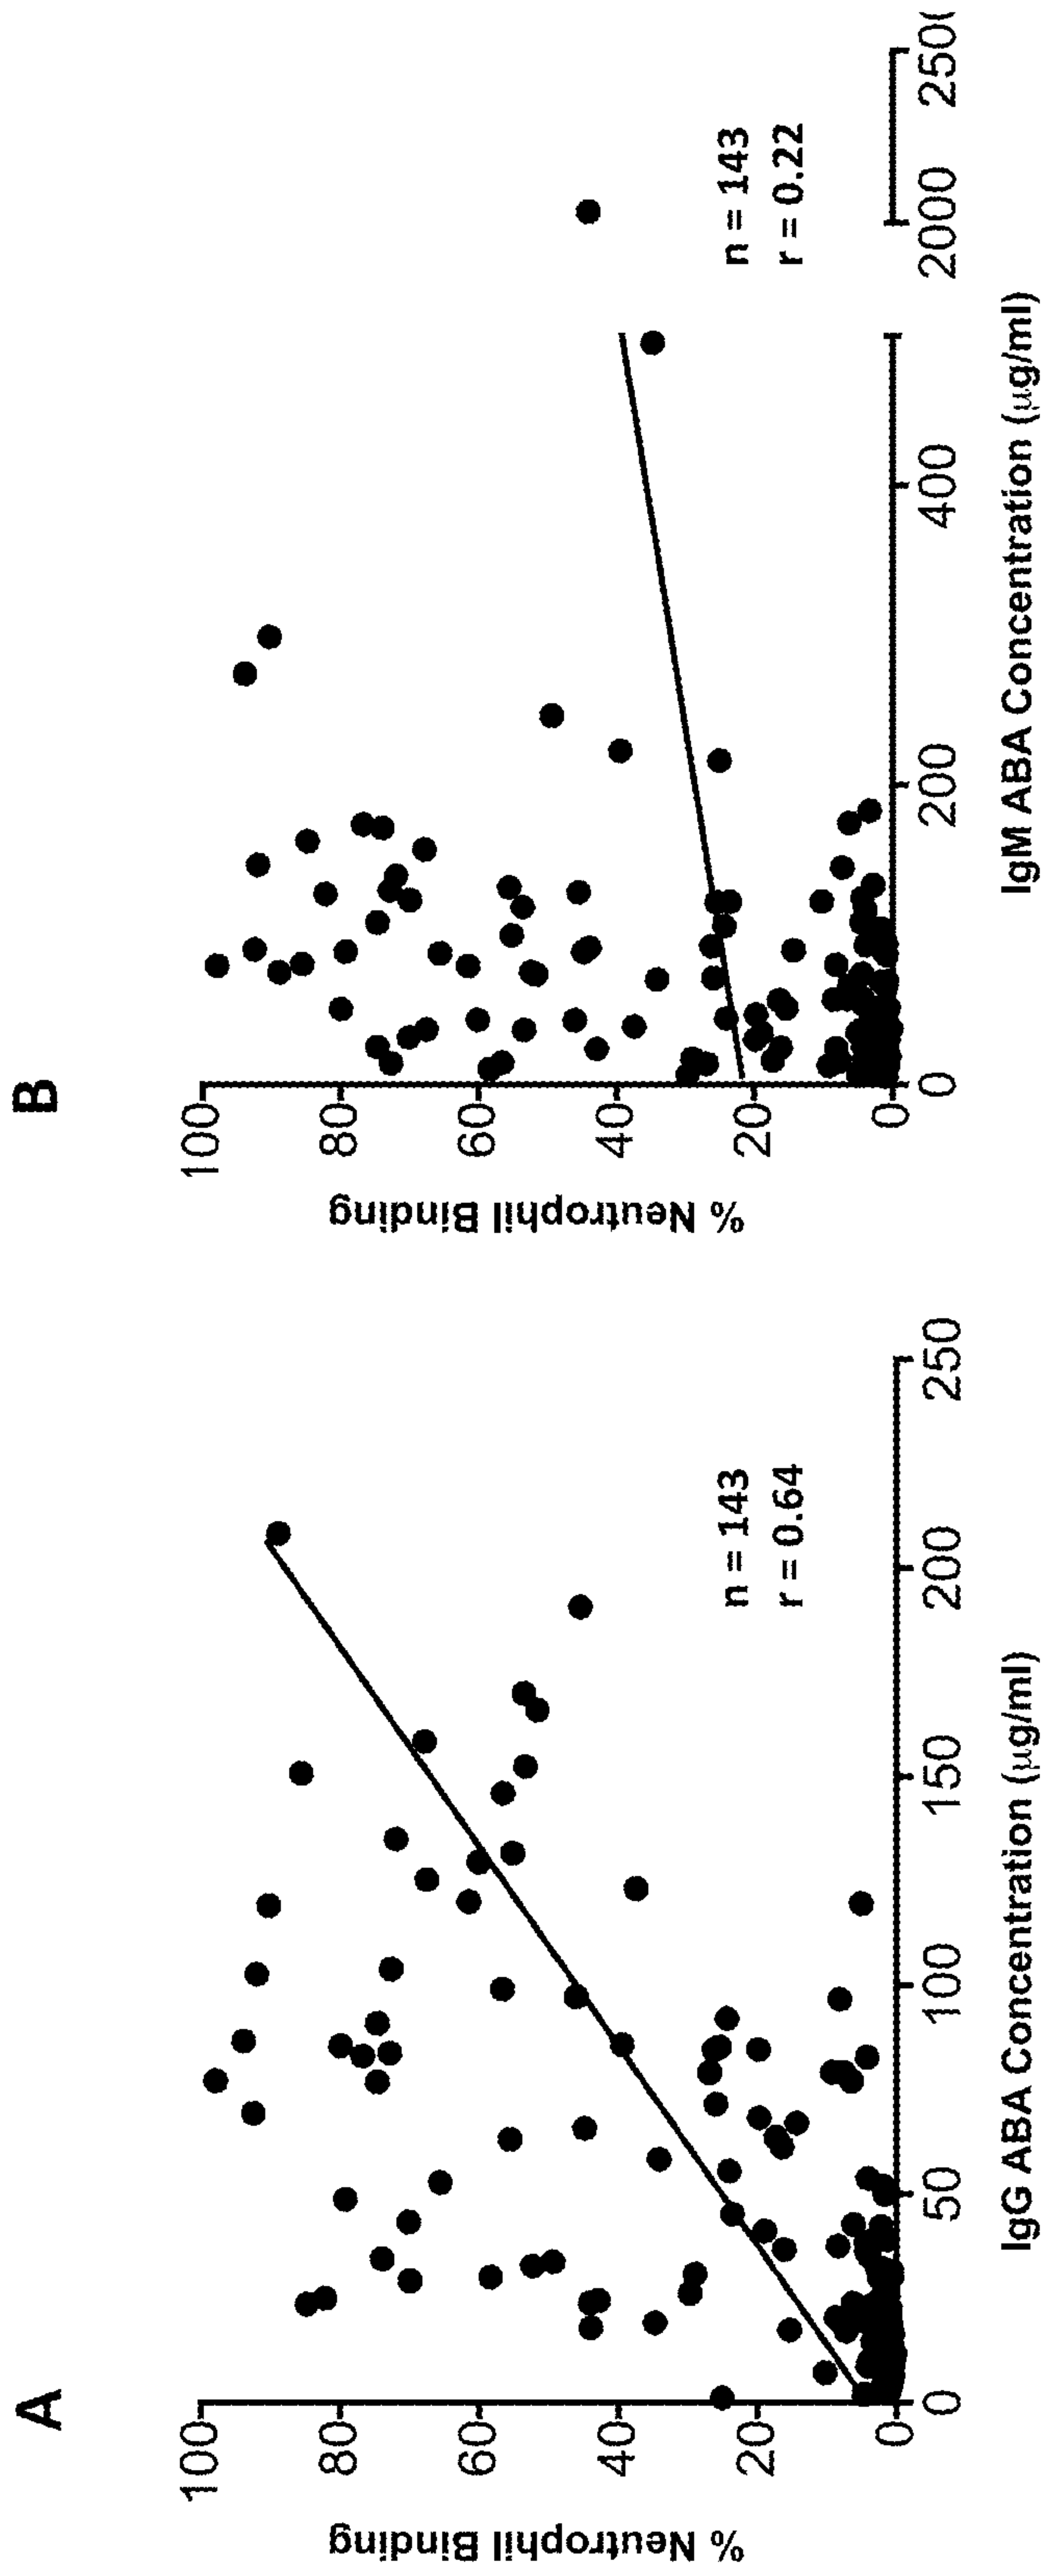 A
% Neutrophil Binding
100
80
60
40
20
0
0
50
100
150
200
250
n = 143
r = 0.64
IgG ABA Concentration (μg/ml)
B
% Neutrophil Binding
100
80
60
40
20
0
0
200
400
2000
250(
n = 143
r = 0.22
IgM ABA Concentration (μg/ml)